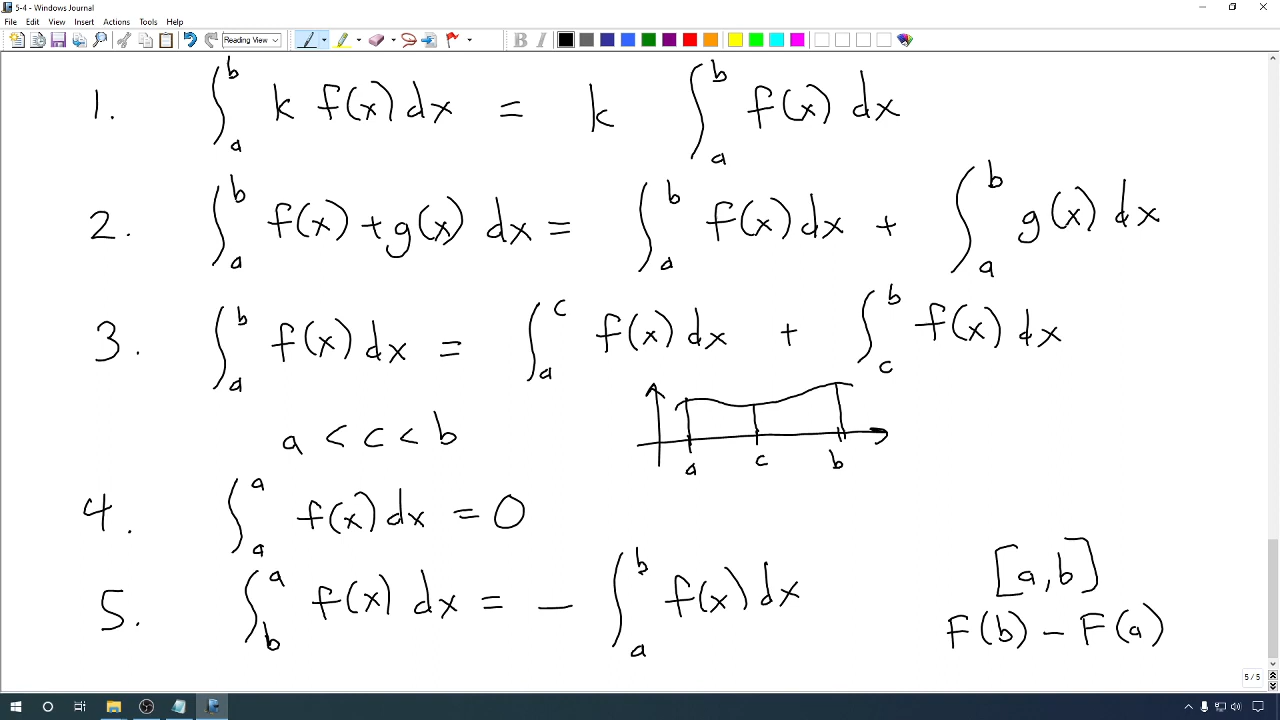 5-4 - Windows Journal
File Edit View Insert Actions Tools Help
Reading View B I
1. ∫_a^b k f(x) dx = k ∫_a^b f(x) dx
2. ∫_a^b f(x) + g(x) dx = ∫_a^b f(x) dx + ∫_a^b g(x) dx
3. ∫_a^b f(x) dx = ∫_a^c f(x) dx + ∫_c^b f(x) dx
a < c < b
a c b
4. ∫_a^a f(x) dx = 0
5. ∫_b^a f(x) dx = - ∫_a^b f(x) dx
[a,b]
F(b) - F(a)
5/5